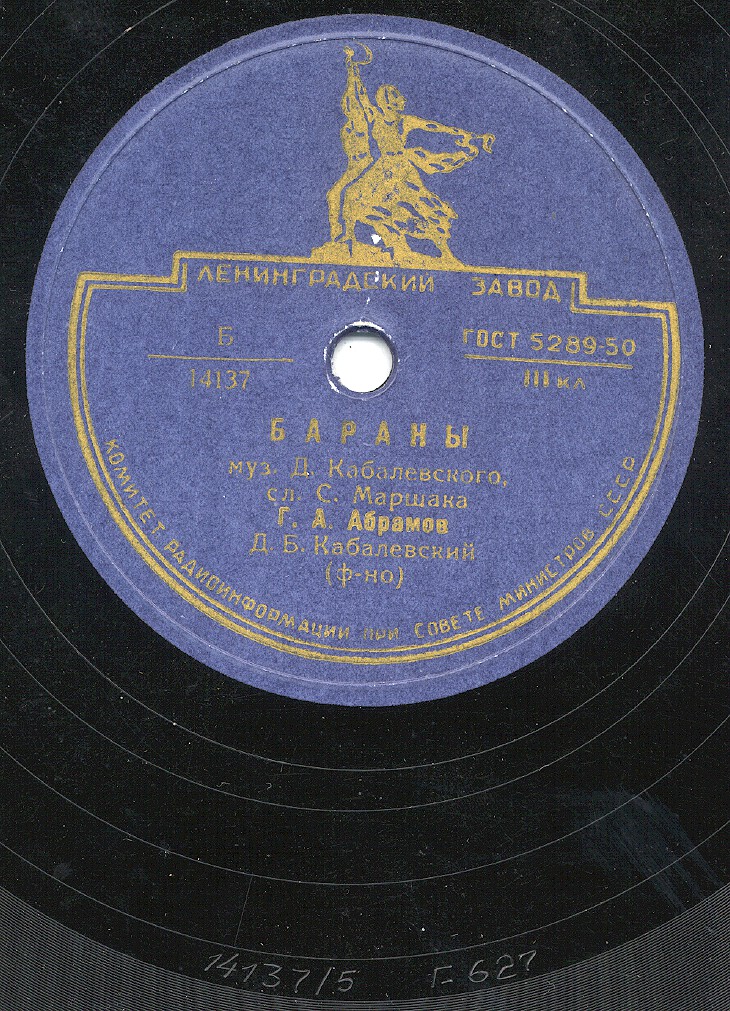 ЛЕНИНГРАДСКИЙ ЗАВОД
Б
14137
ГОСТ 5289-50
III кл
БАРАНЫ
муз. Д. Кабалевского,
сл. С. Маршака
Г. А. Абрамов
Д. Б. Кабалевский
(ф-но)
КОМИТЕТ РАДИОИНФОРМАЦИИ ПРИ СОВЕТЕ МИНИСТРОВ СССР
14137/5 Г-627